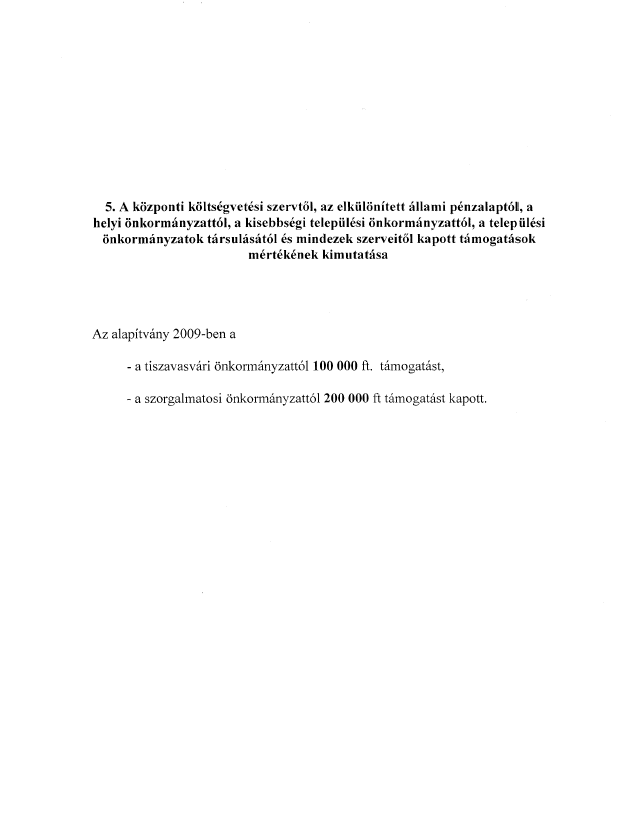 5. A központi költségvetési szervtől, az elkülönített állami pénzalaptól, a
helyi önkormányzattól, a kisebbségi települési önkormányzattól, a települési
önkormányzatok társulásától és mindezek szerveitől kapott támogatások
mértékének kimutatása
Az alapítvány 2009-ben a
- a tiszavasvári önkormányzattól 100 000 ft. támogatást,
- a szorgalmatosi önkormányzattól 200 000 ft támogatást kapott.